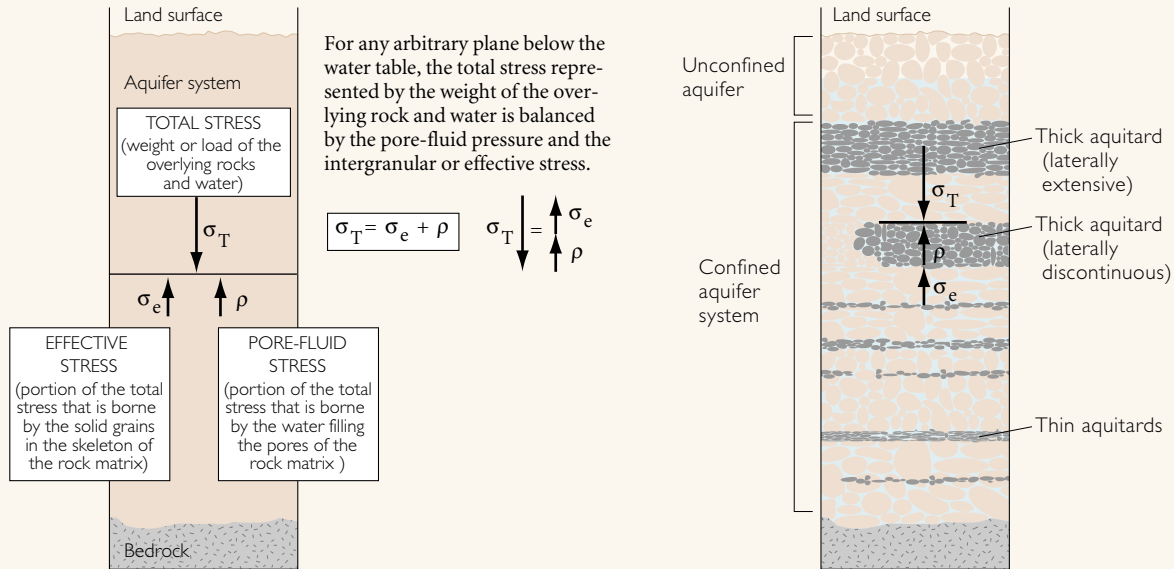 Land surface
Aquifer system
TOTAL STRESS
(weight or load of the
overlying rocks
and water)
σT
σe
ρ
EFFECTIVE
STRESS
(portion of the total
stress that is borne
by the solid grains
in the skeleton of
the rock matrix)
PORE-FLUID
STRESS
(portion of the total
stress that is borne
by the water filling
the pores of the
rock matrix )
Bedrock
For any arbitrary plane below the
water table, the total stress repre-
sented by the weight of the over-
lying rock and water is balanced
by the pore-fluid pressure and the
intergranular or effective stress.
σT = σe + ρ
σT = σe
ρ
Land surface
Unconfined
aquifer
Confined
aquifer
system
σT
ρ
σe
Thick aquitard
(laterally
extensive)
Thick aquitard
(laterally
discontinuous)
Thin aquitards